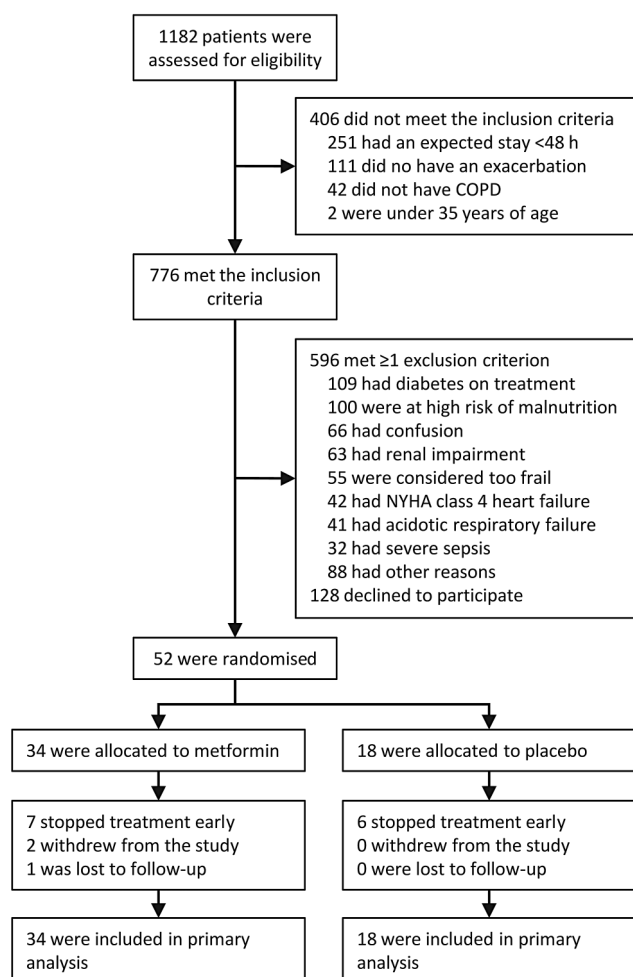 1182 patients were
assessed for eligibility
406 did not meet the inclusion criteria
251 had an expected stay <48 h
111 did no have an exacerbation
42 did not have COPD
2 were under 35 years of age
776 met the inclusion
criteria
596 met ≥1 exclusion criterion
109 had diabetes on treatment
100 were at high risk of malnutrition
66 had confusion
63 had renal impairment
55 were considered too frail
42 had NYHA class 4 heart failure
41 had acidotic respiratory failure
32 had severe sepsis
88 had other reasons
128 declined to participate
52 were randomised
34 were allocated to metformin
18 were allocated to placebo
7 stopped treatment early
2 withdrew from the study
1 was lost to follow-up
6 stopped treatment early
0 withdrew from the study
0 were lost to follow-up
34 were included in primary
analysis
18 were included in primary
analysis